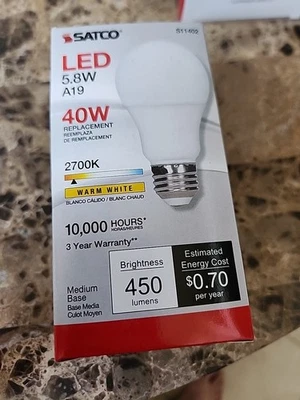 SATCO
S11402
LED
5.8W
A19
40W
REPLACEMENT
REEMPLAZA
DE REMPLACEMENT
2700K
WARM WHITE
BLANCO CÁLIDO / BLANC CHAUD
10,000 HOURS*
HORAS/HEURES
3 Year Warranty**
Medium
Base
Base Media
Culot Moyen
Brightness
450
lumens
Estimated
Energy Cost
$0.70
per year